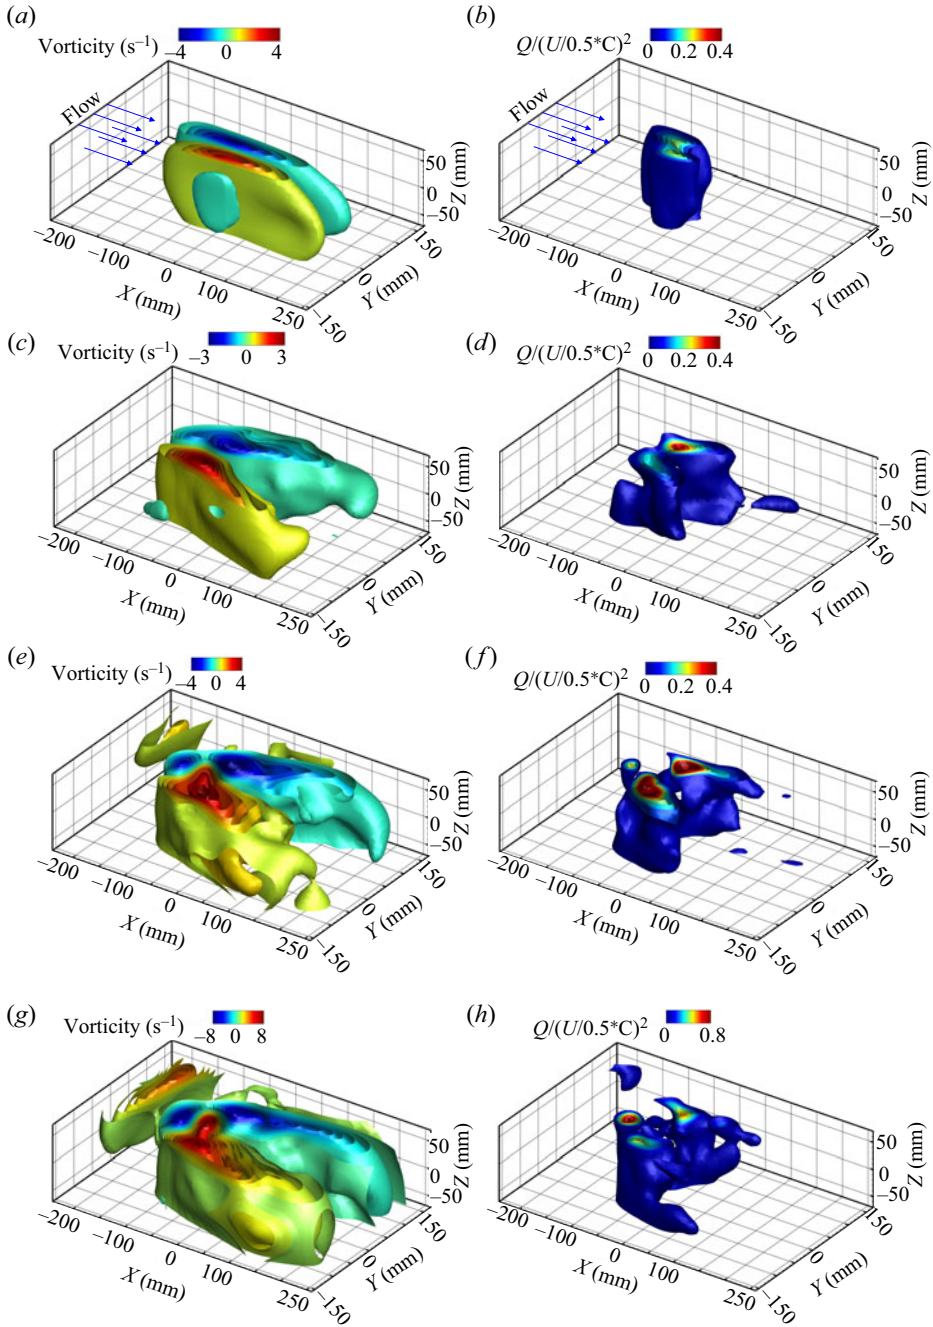 (a)
Vorticity (s–1)
–4 0 4
Flow
50
0
–50
Z (mm)
–200
–100
0
100
250
X (mm)
–150
0
150
Y (mm)
(b)
Q/(U/0.5*C)2
0 0.2 0.4
Flow
50
0
–50
Z (mm)
–200
–100
0
100
250
X (mm)
–150
0
150
Y (mm)
(c)
Vorticity (s–1)
–3 0 3
50
0
–50
Z (mm)
–200
–100
0
100
250
X (mm)
–150
0
150
Y (mm)
(d)
Q/(U/0.5*C)2
0 0.2 0.4
50
0
–50
Z (mm)
–200
–100
0
100
250
X (mm)
–150
0
150
Y (mm)
(e)
Vorticity (s–1)
–4 0 4
50
0
–50
Z (mm)
–200
–100
0
100
250
X (mm)
–150
0
150
Y (mm)
(f)
Q/(U/0.5*C)2
0 0.2 0.4
50
0
–50
Z (mm)
–200
–100
0
100
250
X (mm)
–150
0
150
Y (mm)
(g)
Vorticity (s–1)
–8 0 8
50
0
–50
Z (mm)
–200
–100
0
100
250
X (mm)
–150
0
150
Y (mm)
(h)
Q/(U/0.5*C)2
0 0.8
50
0
–50
Z (mm)
–200
–100
0
100
250
X (mm)
–150
0
150
Y (mm)